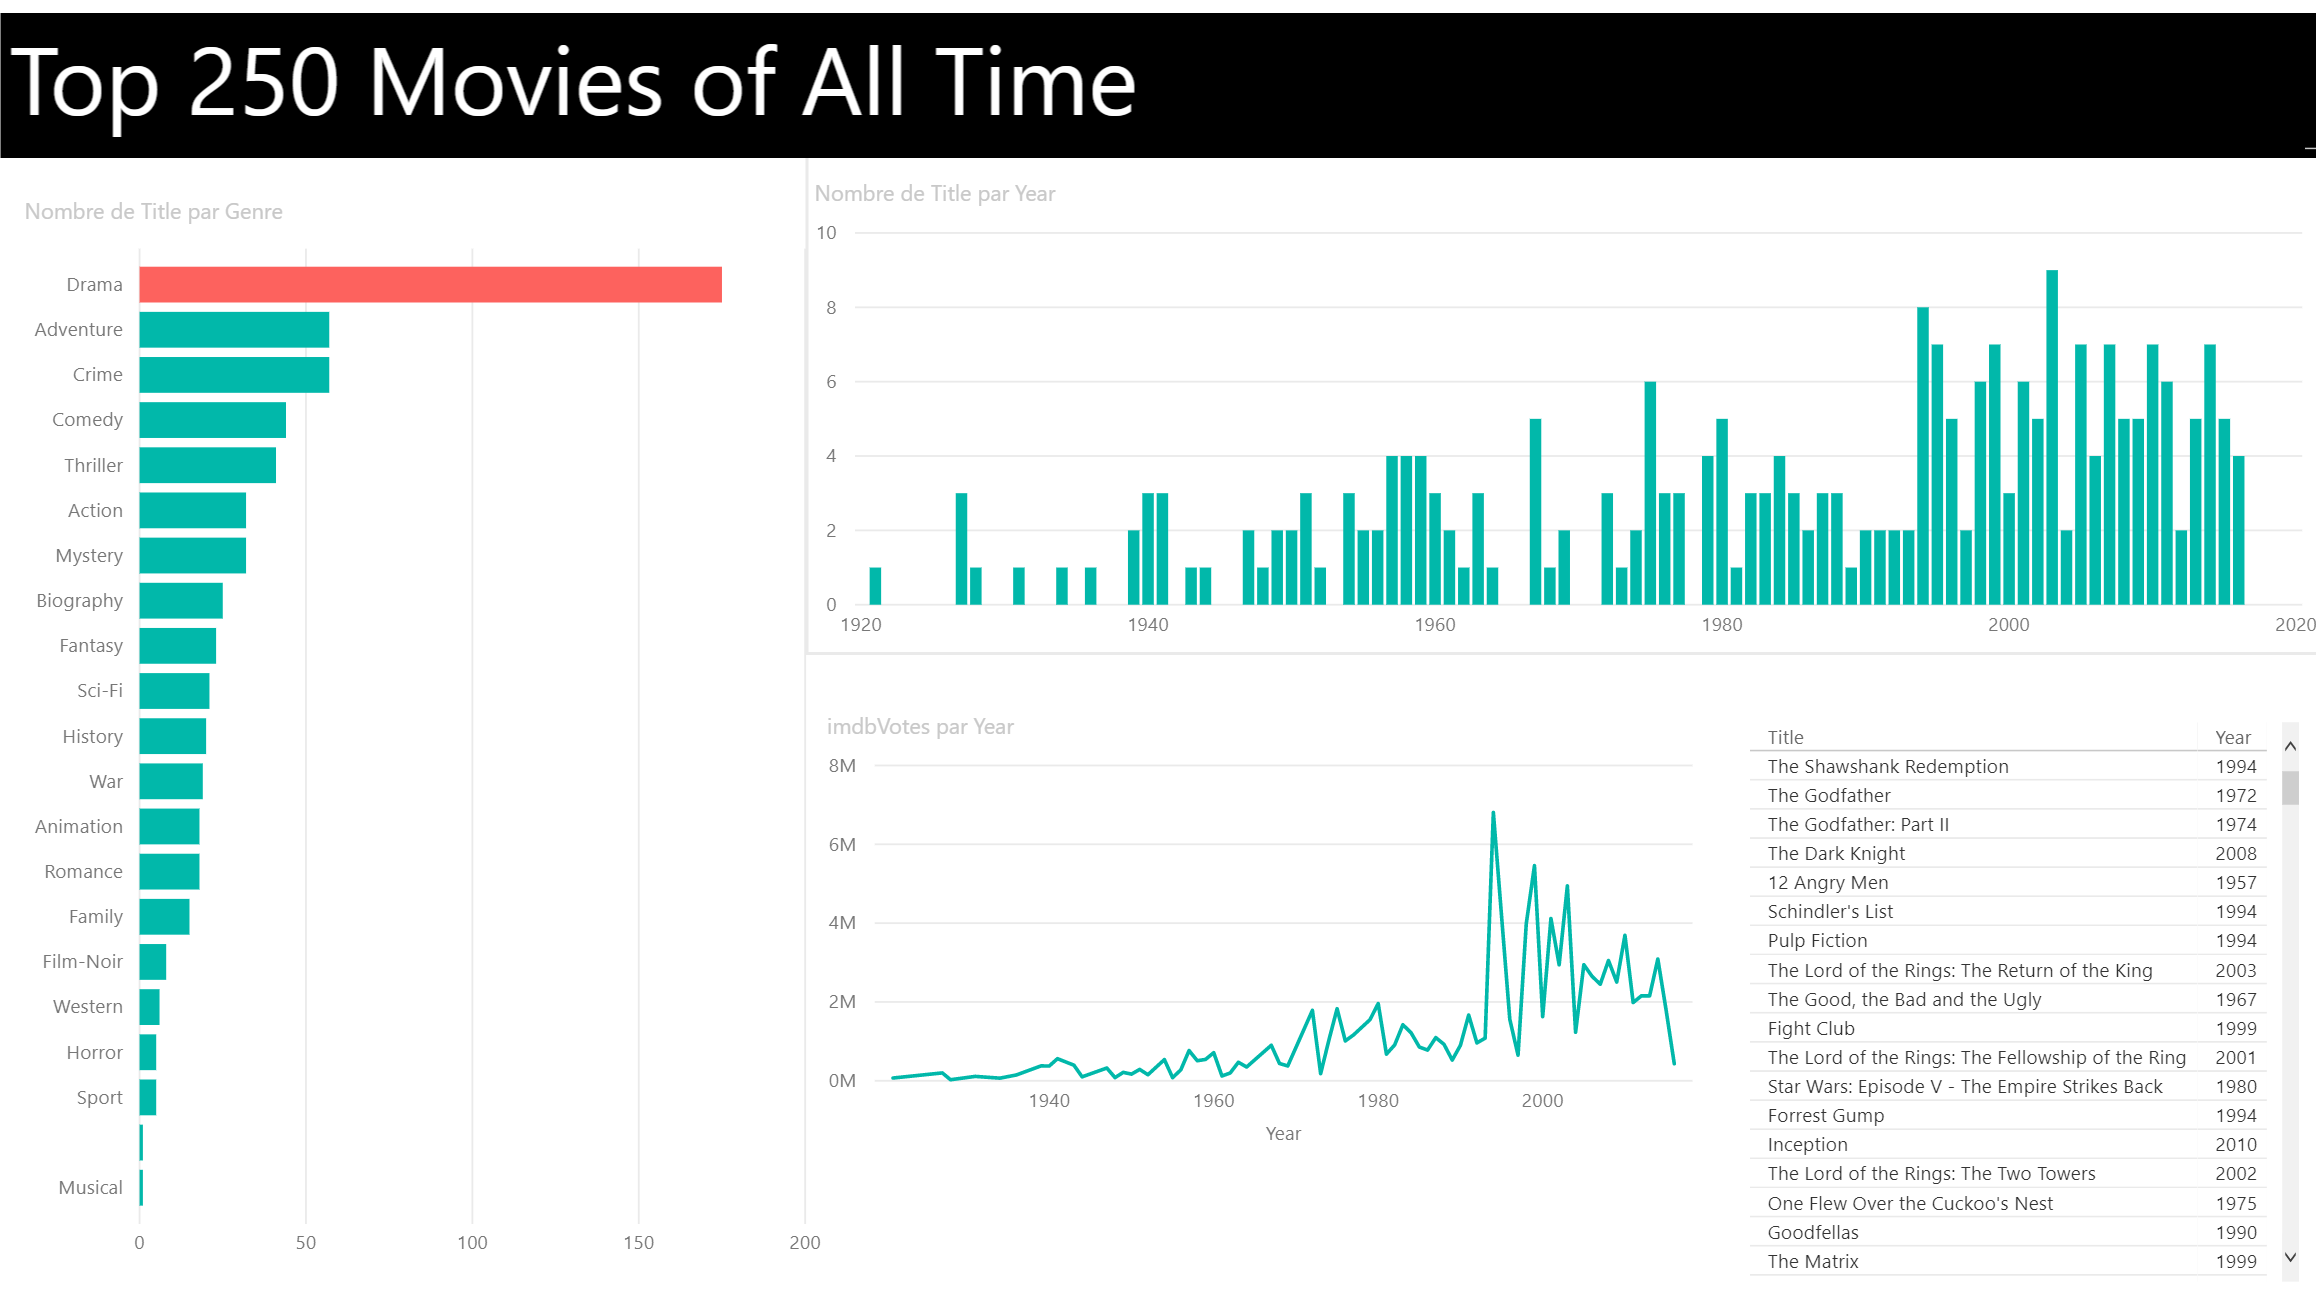 Top 250 Movies of All Time
Nombre de Title par Genre
Drama
Adventure
Crime
Comedy
Thriller
Action
Mystery
Biography
Fantasy
Sci-Fi
History
War
Animation
Romance
Family
Film-Noir
Western
Horror
Sport
Musical
0 50 100 150 200
Nombre de Title par Year
10
8
6
4
2
0
1920 1940 1960 1980 2000 2020
imdbVotes par Year
8M
6M
4M
2M
0M
1940 1960 1980 2000
Year
Title Year
The Shawshank Redemption 1994
The Godfather 1972
The Godfather: Part II 1974
The Dark Knight 2008
12 Angry Men 1957
Schindler's List 1994
Pulp Fiction 1994
The Lord of the Rings: The Return of the King 2003
The Good, the Bad and the Ugly 1967
Fight Club 1999
The Lord of the Rings: The Fellowship of the Ring 2001
Star Wars: Episode V - The Empire Strikes Back 1980
Forrest Gump 1994
Inception 2010
The Lord of the Rings: The Two Towers 2002
One Flew Over the Cuckoo's Nest 1975
Goodfellas 1990
The Matrix 1999